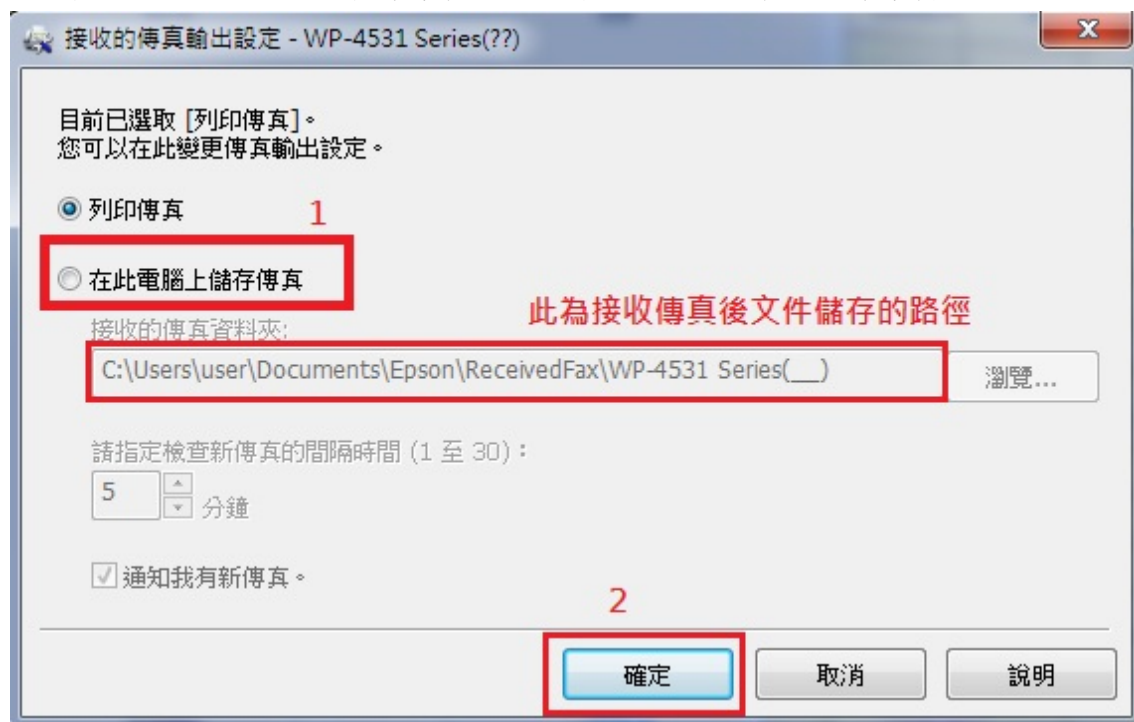 接收的傳真輸出設定 - WP-4531 Series(??)
目前已選取 [列印傳真]。
您可以在此變更傳真輸出設定。
列印傳真
1
在此電腦上儲存傳真
此為接收傳真後文件儲存的路徑
接收的傳真資料夾:
C:\Users\user\Documents\Epson\ReceivedFax\WP-4531 Series(__)
瀏覽...
請指定檢查新傳真的間隔時間 (1 至 30)：
5
分鐘
通知我有新傳真。
2
確定
取消
說明